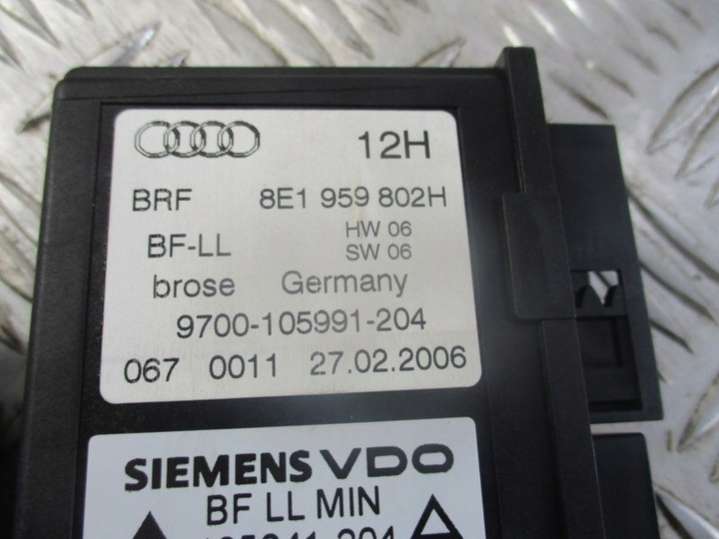 12H
BRF 8E1 959 802H
BF-LL HW 06
SW 06
brose Germany
9700-105991-204
067 0011 27.02.2006
SIEMENS VDO
BF LL MIN